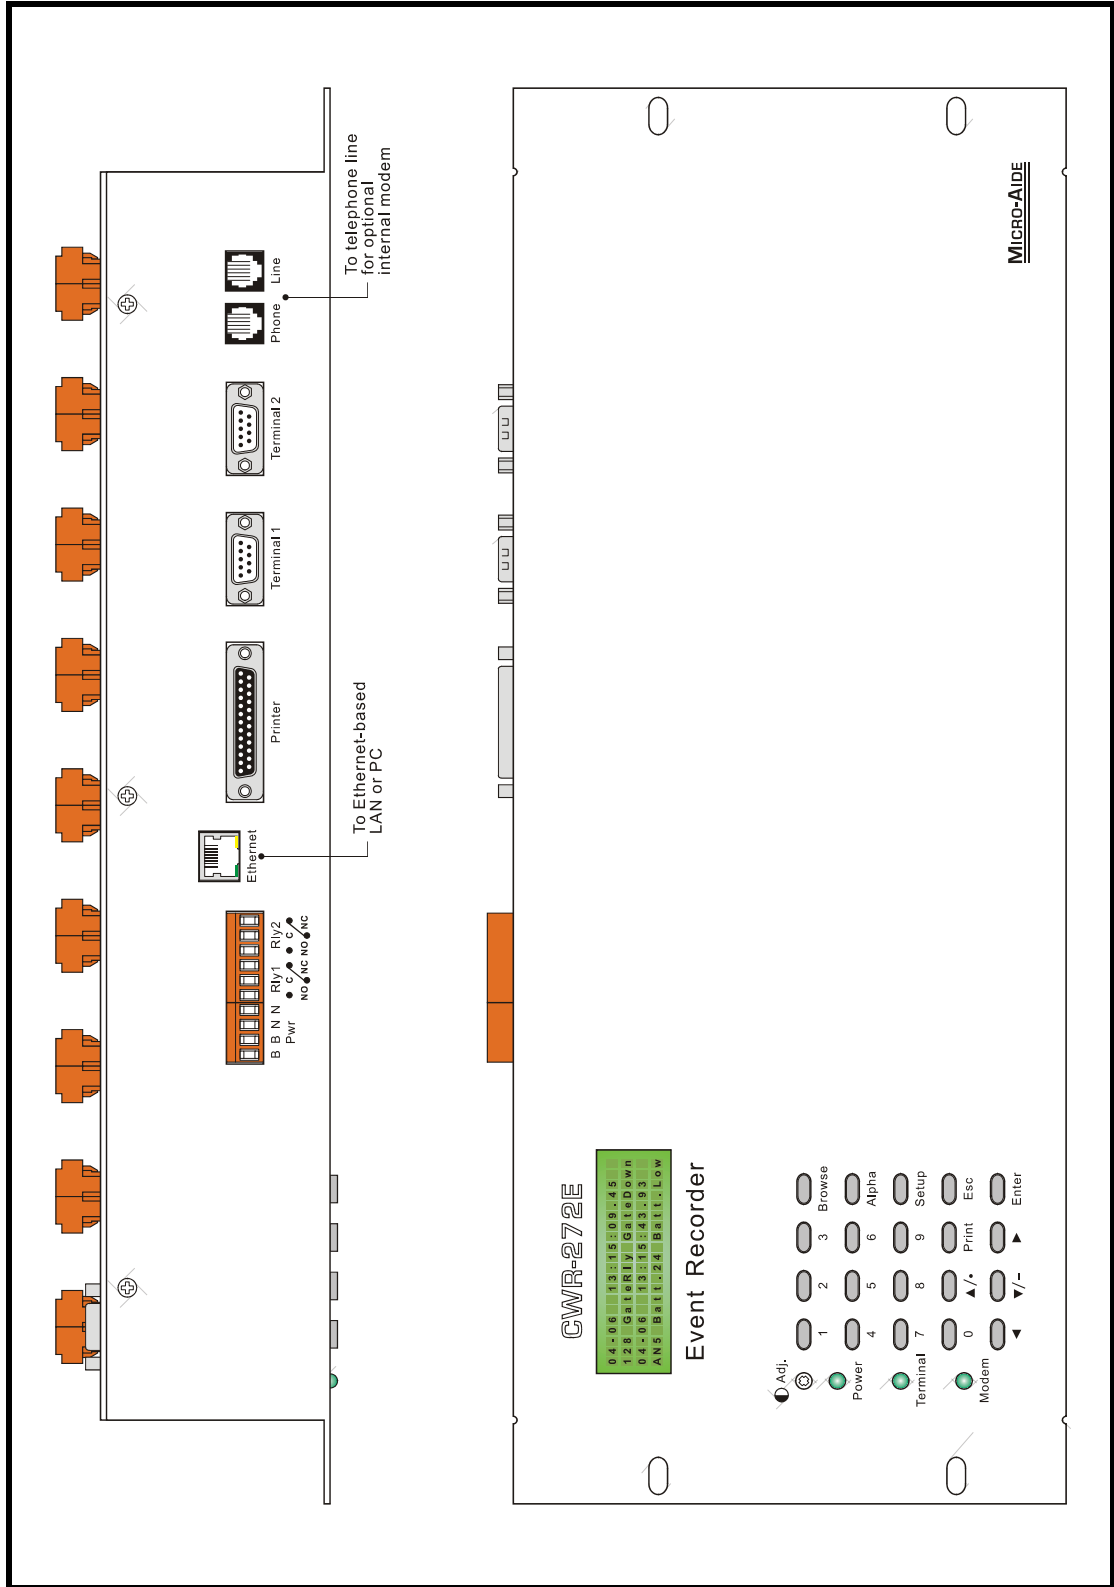 Line
Phone
To telephone line
for optional
internal modem
Terminal 2
Terminal 1
Printer
Ethernet
To Ethernet-based
LAN or PC
B B N N Rly1 Rly2
Pwr
C C
NO NC NO NC
MICRO-AIDE
CWR-272E
04-06 13:15:09.45
128 GateRly GateDown
04-06 13:15:43.93
AN5 Batt.24 Batt.Low
Event Recorder
Adj.
Power
Terminal
Modem
1 2 3 Browse
4 5 6 Alpha
7 8 9 Setup
0 ▲/• Print Esc
◄ ▼/– ► Enter